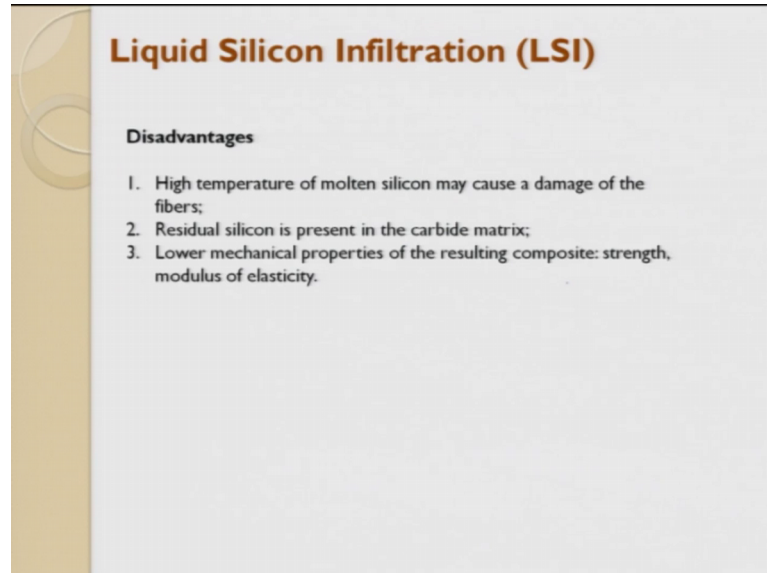 Liquid Silicon Infiltration (LSI)
Disadvantages
1. High temperature of molten silicon may cause a damage of the
fibers;
2. Residual silicon is present in the carbide matrix;
3. Lower mechanical properties of the resulting composite: strength,
modulus of elasticity.